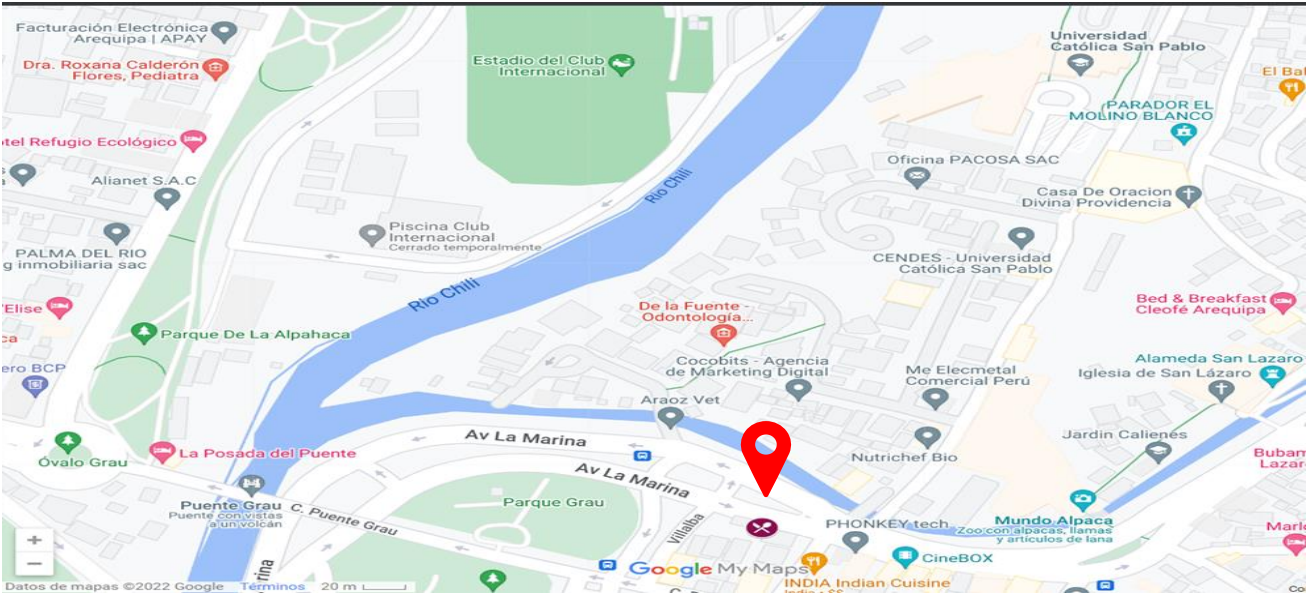 Facturación Electrónica
Arequipa | APAY
Dra. Roxana Calderón
Flores, Pediatra
tel Refugio Ecológico
Alianet S.A.C
PALMA DEL RIO
g inmobiliaria sac
'Elise
ca
ero BCP
Óvalo Grau
Parque De La Alpahaca
La Posada del Puente
Puente Grau
Puente con vistas
a un volcán
C. Puente Grau
Estadio del Club
Internacional
Piscina Club
Internacional
Cerrado temporalmente
Rio Chili
Rio Chili
De la Fuente -
Odontología...
Cocobits - Agencia
de Marketing Digital
Araoz Vet
Av La Marina
Av La Marina
Parque Grau
Villalba
Universidad
Católica San Pablo
El Bal
PARADOR EL
MOLINO BLANCO
Oficina PACOSA SAC
Casa De Oracion
Divina Providencia
CENDES - Universidad
Católica San Pablo
Bed & Breakfast
Cleofé Arequipa
Alameda San Lazaro
Iglesia de San Lázaro
Me Elecmetal
Comercial Perú
Jardin Calienes
Nutrichef Bio
Bubam
Lazar
PHONKEY tech
Mundo Alpaca
Zoo con alpacas, llamas
y artículos de lana
CineBOX
INDIA Indian Cuisine
India • $$
Google My Maps
+
−
Datos de mapas ©2022 Google
Términos
20 m
rina
Co